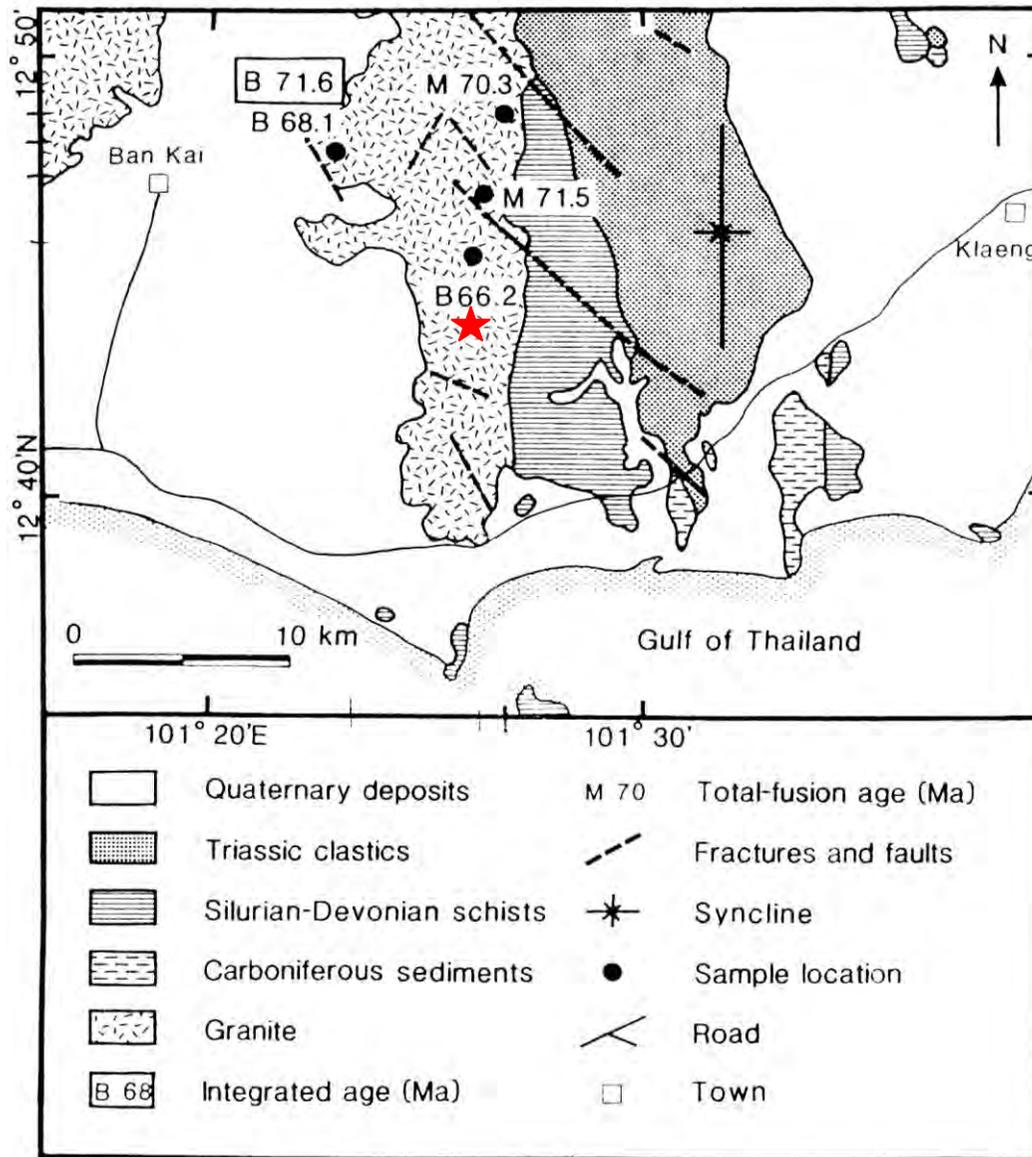 12° 50'
N
B 71.6
M 70.3
B 68.1
Ban Kai
M 71.5
Klaeng
B66.2
12° 40'N
0 10 km
Gulf of Thailand
101° 20'E 101° 30'
Quaternary deposits
M 70 Total-fusion age (Ma)
Triassic clastics
Fractures and faults
Silurian-Devonian schists
Syncline
Carboniferous sediments
Sample location
Granite
Road
B 68 Integrated age (Ma)
Town